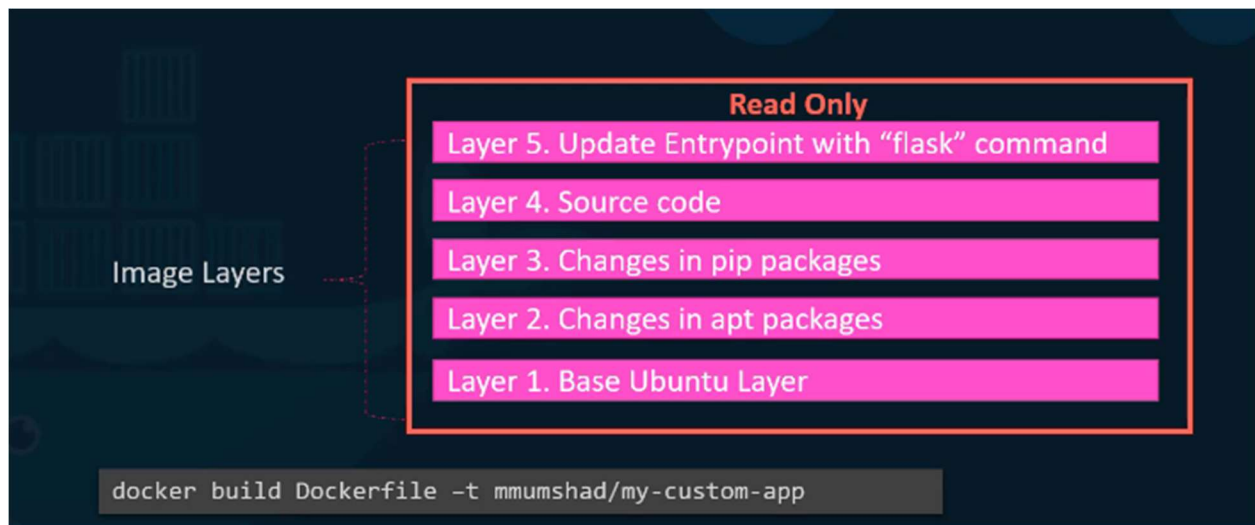 Read Only
Layer 5. Update Entrypoint with “flask” command
Layer 4. Source code
Image Layers
Layer 3. Changes in pip packages
Layer 2. Changes in apt packages
Layer 1. Base Ubuntu Layer
docker build Dockerfile –t mmumshad/my-custom-app